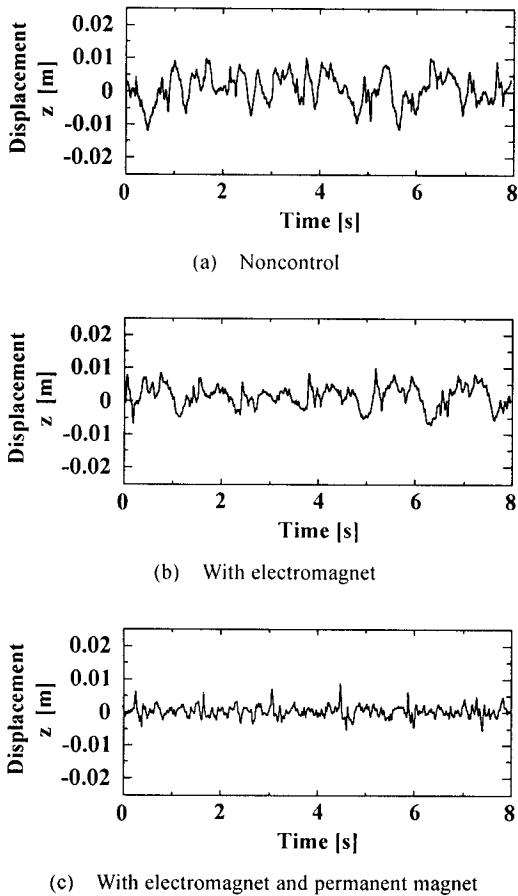 0.02
0.01
0
-0.01
-0.02
Displacement
z [m]
0 2 4 6 8
Time [s]
(a) Noncontrol
0.02
0.01
0
-0.01
-0.02
Displacement
z [m]
0 2 4 6 8
Time [s]
(b) With electromagnet
0.02
0.01
0
-0.01
-0.02
Displacement
z [m]
0 2 4 6 8
Time [s]
(c) With electromagnet and permanent magnet